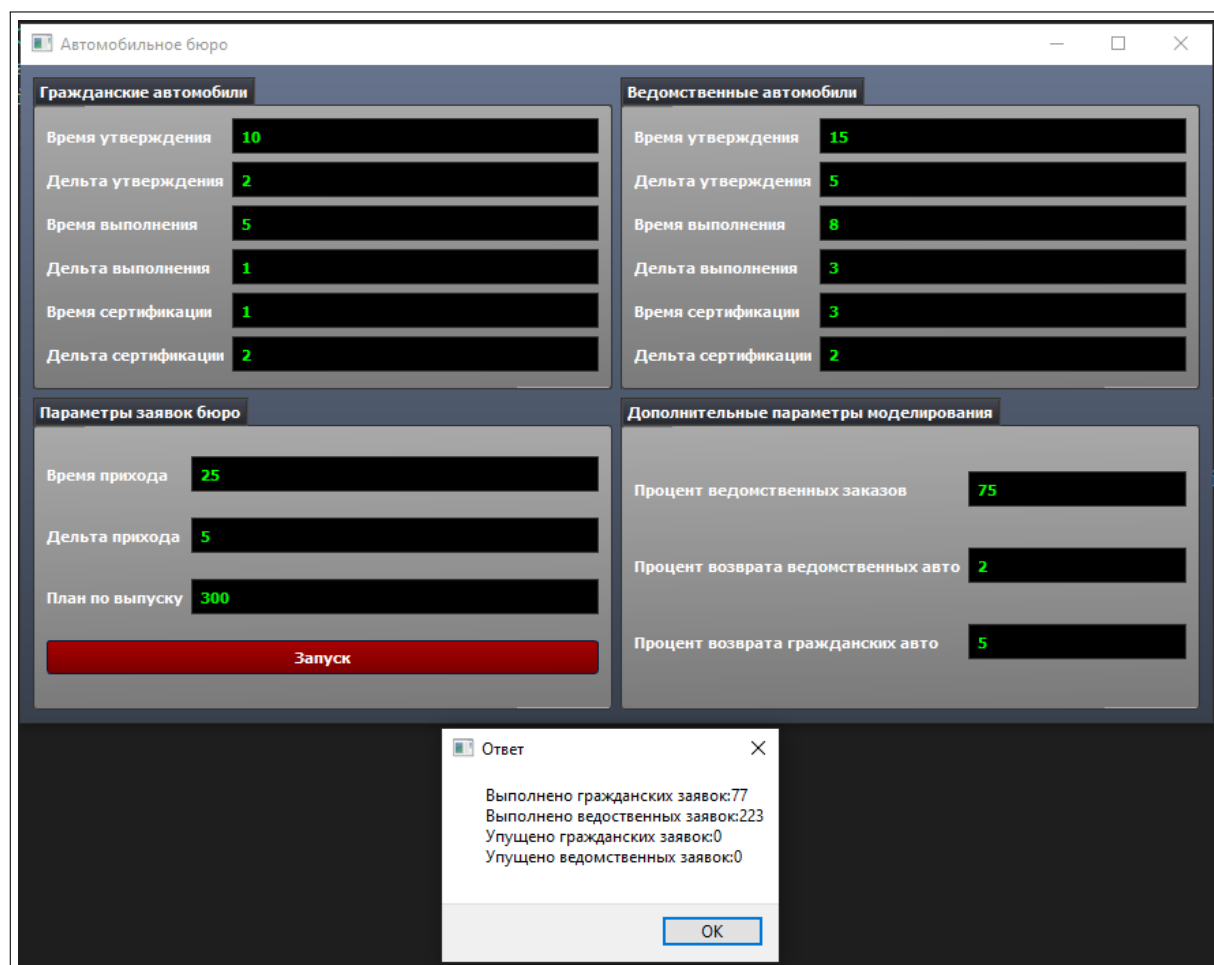 Автомобильное бюро
Гражданские автомобили
Время утверждения 10
Дельта утверждения 2
Время выполнения 5
Дельта выполнения 1
Время сертификации 1
Дельта сертификации 2
Ведомственные автомобили
Время утверждения 15
Дельта утверждения 5
Время выполнения 8
Дельта выполнения 3
Время сертификации 3
Дельта сертификации 2
Параметры заявок бюро
Время прихода 25
Дельта прихода 5
План по выпуску 300
Запуск
Дополнительные параметры моделирования
Процент ведомственных заказов 75
Процент возврата ведомственных авто 2
Процент возврата гражданских авто 5
Ответ
Выполнено гражданских заявок:77
Выполнено ведоственных заявок:223
Упущено гражданских заявок:0
Упущено ведомственных заявок:0
OK